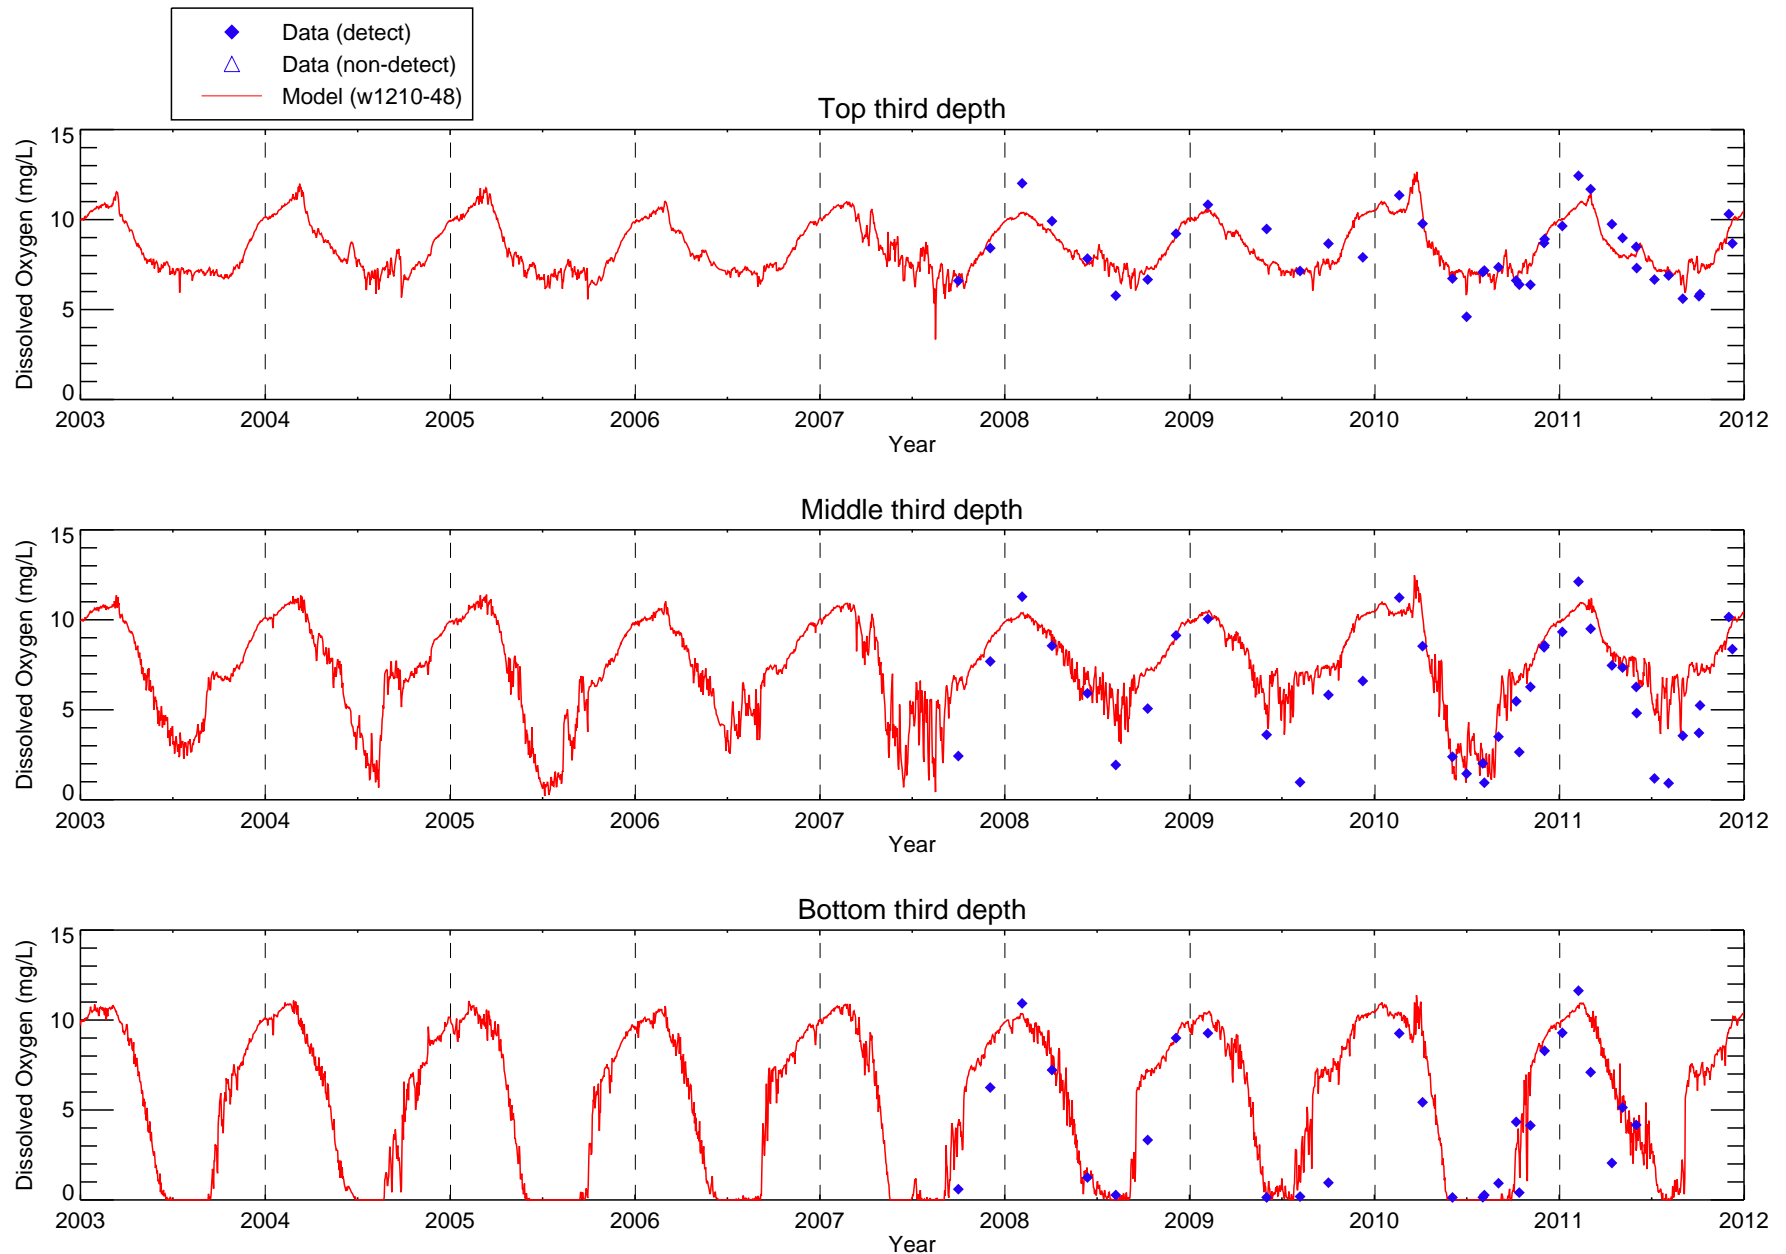 Data (detect)
Data (non-detect)
Model (w1210-48)
Top third depth
Dissolved Oxygen (mg/L)
15
10
5
0
2003 2004 2005 2006 2007 2008 2009 2010 2011 2012
Year
Middle third depth
Dissolved Oxygen (mg/L)
15
10
5
0
2003 2004 2005 2006 2007 2008 2009 2010 2011 2012
Year
Bottom third depth
Dissolved Oxygen (mg/L)
15
10
5
0
2003 2004 2005 2006 2007 2008 2009 2010 2011 2012
Year